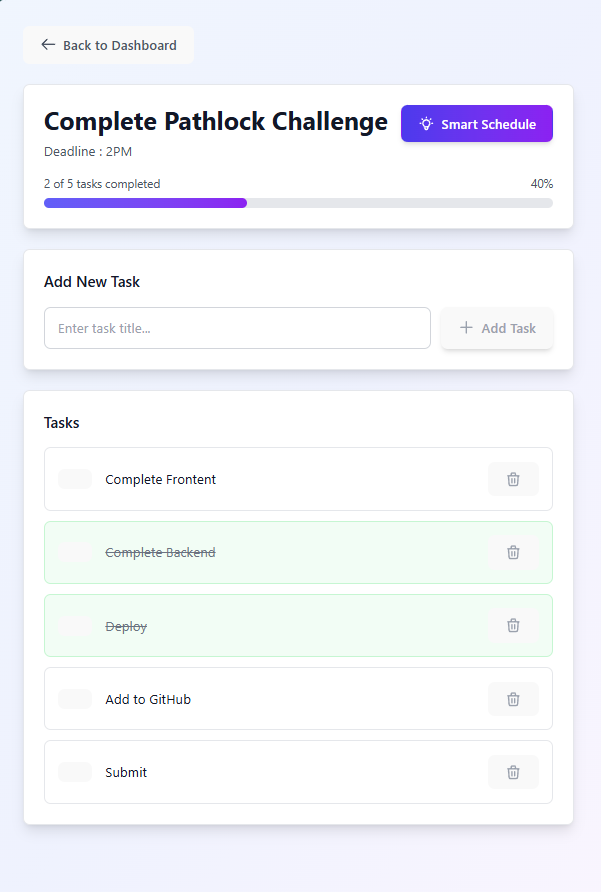 Back to Dashboard
Complete Pathlock Challenge
Smart Schedule
Deadline : 2PM
2 of 5 tasks completed 40%
Add New Task
Enter task title...
Add Task
Tasks
Complete Frontent
Complete Backend
Deploy
Add to GitHub
Submit